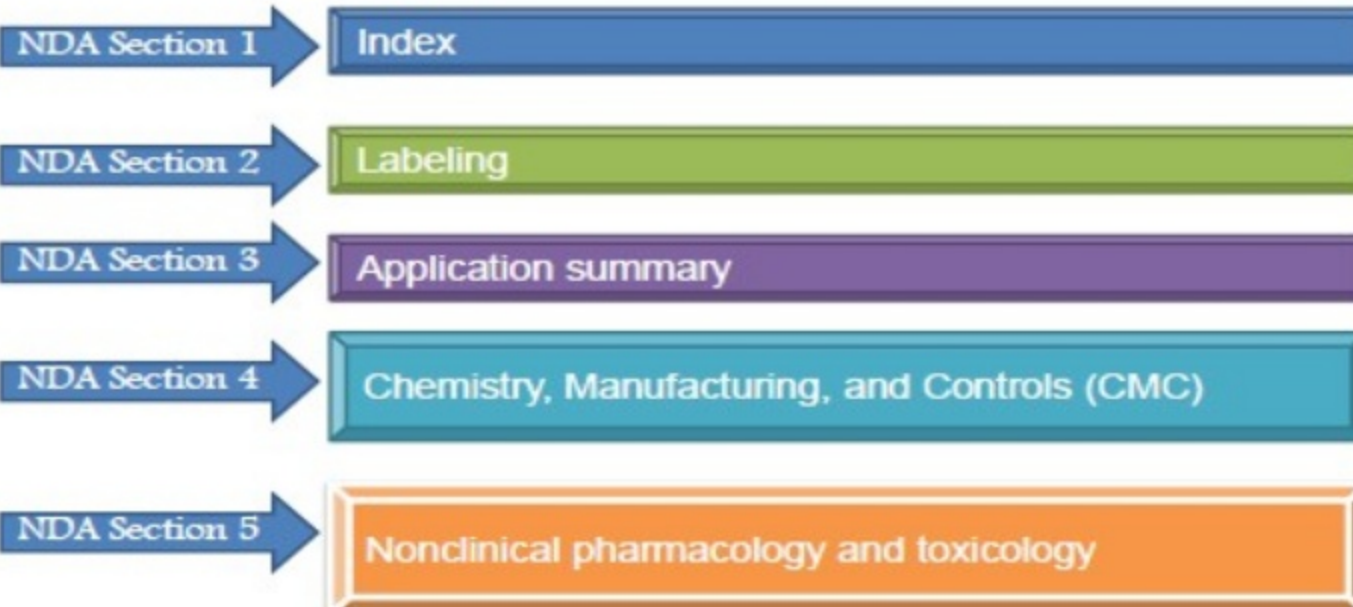 NDA Section 1 Index
NDA Section 2 Labeling
NDA Section 3 Application summary
NDA Section 4 Chemistry, Manufacturing, and Controls (CMC)
NDA Section 5 Nonclinical pharmacology and toxicology